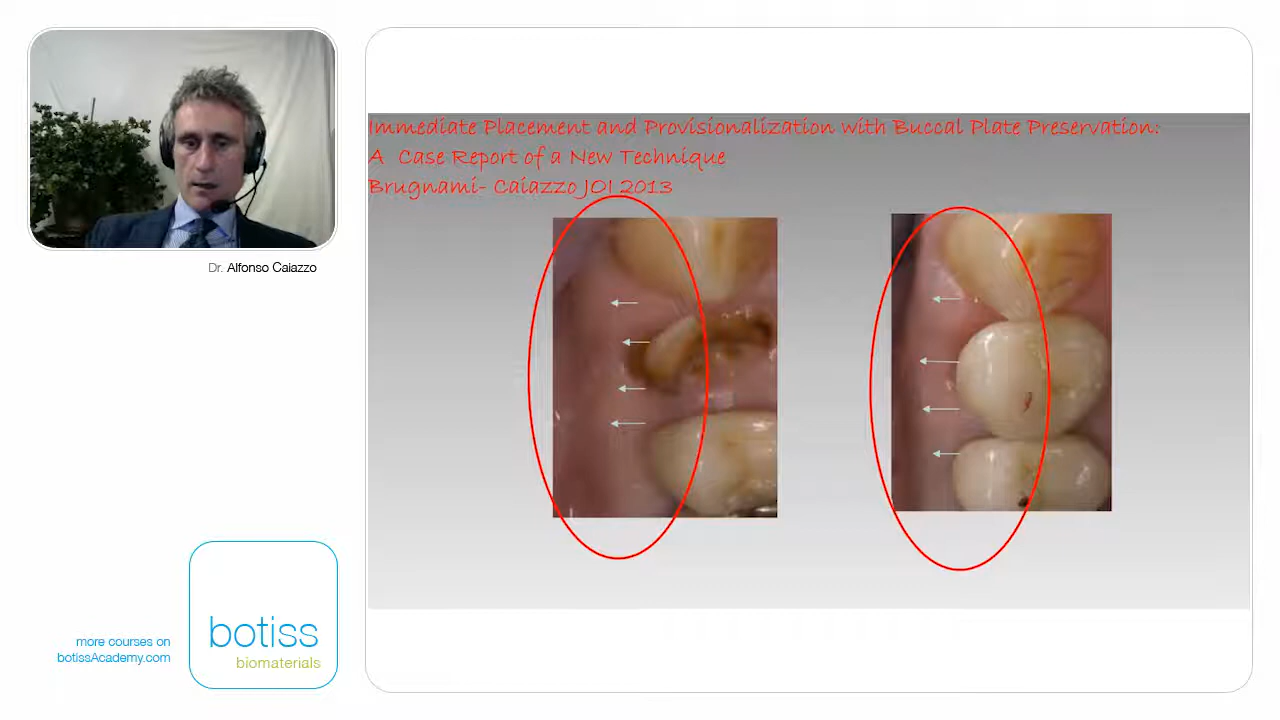 Immediate Placement and Provisionalization with Buccal Plate Preservation:
A Case Report of a New Technique
Brugnami- Caiazzo JOI 2013
Dr. Alfonso Caiazzo
botiss
biomaterials
more courses on
botissAcademy.com